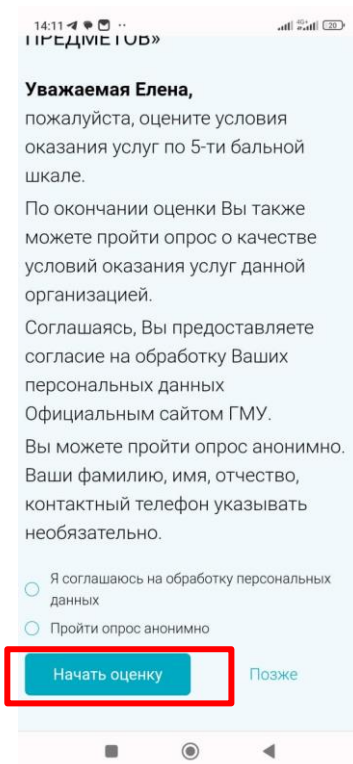 14:11
4G+
20
ПРЕДМЕТОВ»
Уважаемая Елена,
пожалуйста, оцените условия
оказания услуг по 5-ти бальной
шкале.
По окончании оценки Вы также
можете пройти опрос о качестве
условий оказания услуг данной
организацией.
Соглашаясь, Вы предоставляете
согласие на обработку Ваших
персональных данных
Официальным сайтом ГМУ.
Вы можете пройти опрос анонимно.
Ваши фамилию, имя, отчество,
контактный телефон указывать
необязательно.
Я соглашаюсь на обработку персональных
данных
Пройти опрос анонимно
Начать оценку
Позже